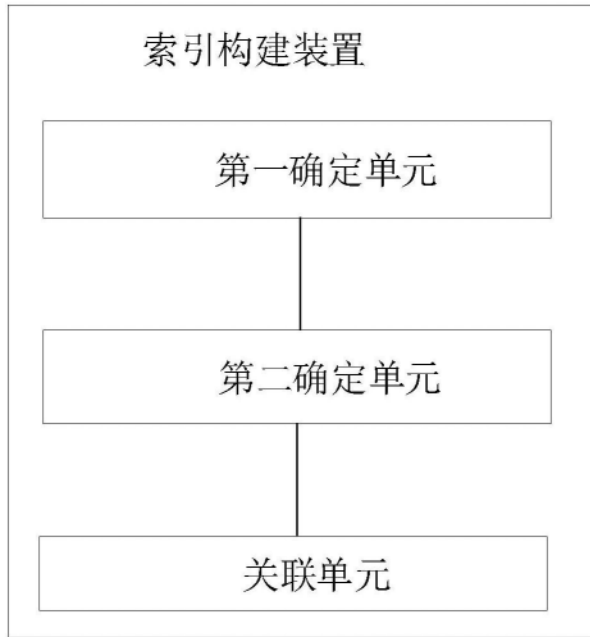 索引构建装置
第一确定单元
第二确定单元
关联单元